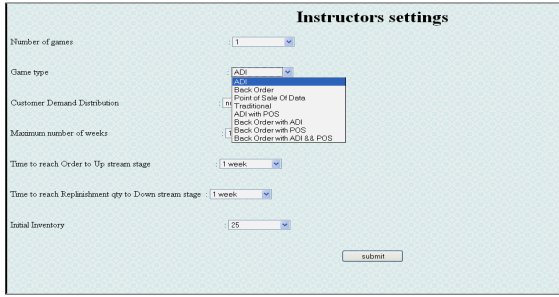 Instructors settings
Number of games : 1
Game type : ADI
ADI
Back Order
Point of Sale Of Data
Traditional
ADI with POS
Back Order with ADI
Back Order with POS
Back Order with ADI && POS
Customer Demand Distribution :
Maximum number of weeks :
Time to reach Order to Up stream stage : 1 week
Time to reach Replinishment qty to Down stream stage : 1 week
Initial Inventory : 25
submit